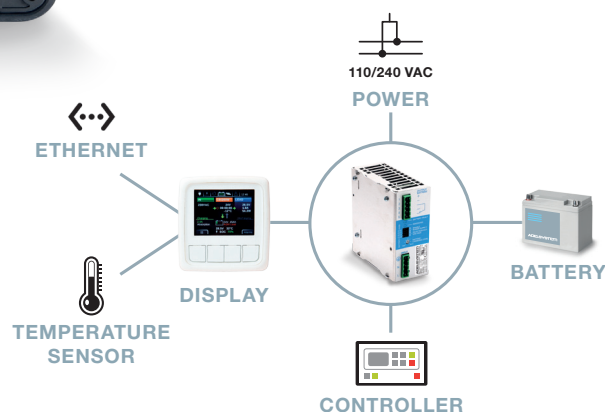 110/240 VAC
POWER
ETHERNET
DISPLAY
BATTERY
TEMPERATURE
SENSOR
CONTROLLER